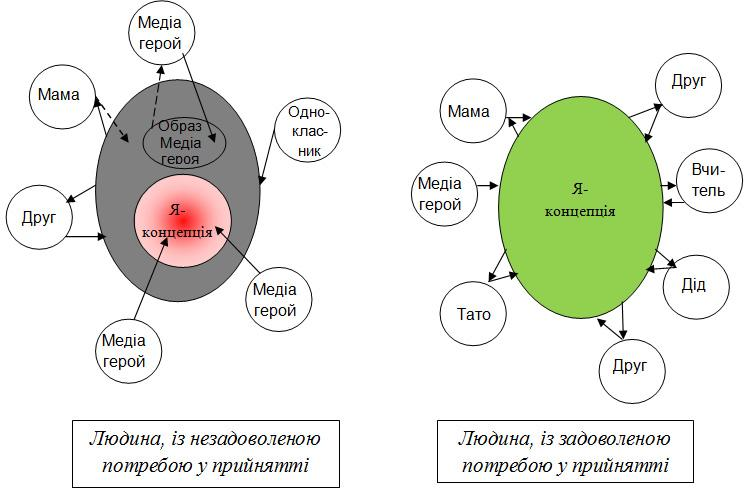 Медіа
герой
Мама
Образ
Медіа
героя
Одно-
клас-
ник
Друг
Я-
концепція
Медіа
герой
Медіа
герой
Людина, із незадоволеною
потребою у прийнятті
Друг
Мама
Медіа
герой
Я-
концепція
Вчи-
тель
Дід
Тато
Друг
Людина, із задоволеною
потребою у прийнятті